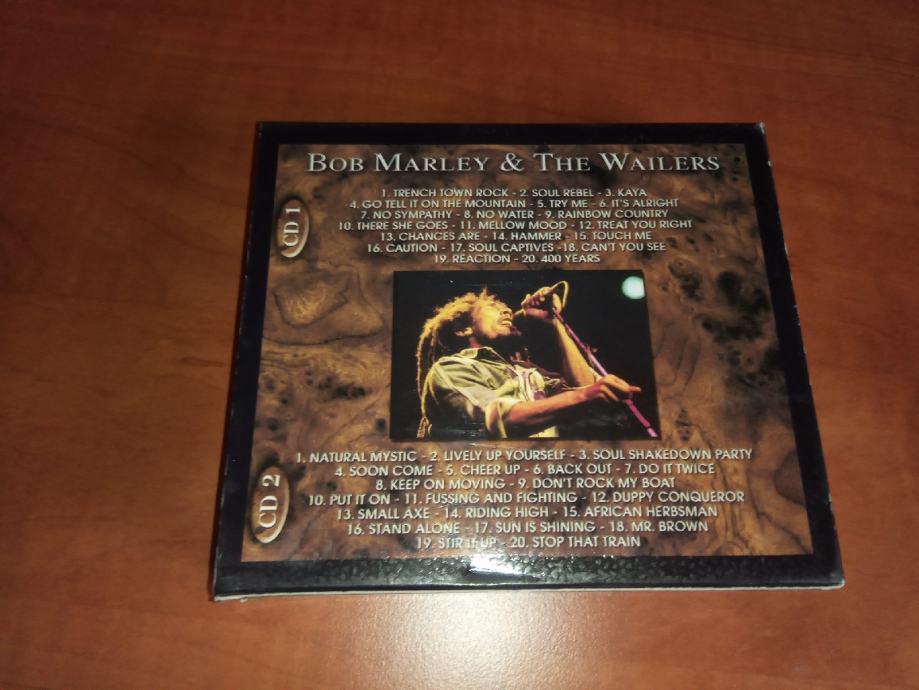 BOB MARLEY & THE WAILERS
CD 1
1. TRENCH TOWN ROCK - 2. SOUL REBEL - 3. KAYA
4. GO TELL IT ON THE MOUNTAIN - 5. TRY ME - 6. IT'S ALRIGHT
7. NO SYMPATHY - 8. NO WATER - 9. RAINBOW COUNTRY
10. THERE SHE GOES - 11. MELLOW MOOD - 12. TREAT YOU RIGHT
13. CHANCES ARE - 14. HAMMER - 15. TOUCH ME
16. CAUTION - 17. SOUL CAPTIVES - 18. CAN'T YOU SEE
19. REACTION - 20. 400 YEARS
CD 2
1. NATURAL MYSTIC - 2. LIVELY UP YOURSELF - 3. SOUL SHAKEDOWN PARTY
4. SOON COME - 5. CHEER UP - 6. BACK OUT - 7. DO IT TWICE
8. KEEP ON MOVING - 9. DON'T ROCK MY BOAT
10. PUT IT ON - 11. FUSSING AND FIGHTING - 12. DUPPY CONQUEROR
13. SMALL AXE - 14. RIDING HIGH - 15. AFRICAN HERBSMAN
16. STAND ALONE - 17. SUN IS SHINING - 18. MR. BROWN
19. STIR IT UP - 20. STOP THAT TRAIN